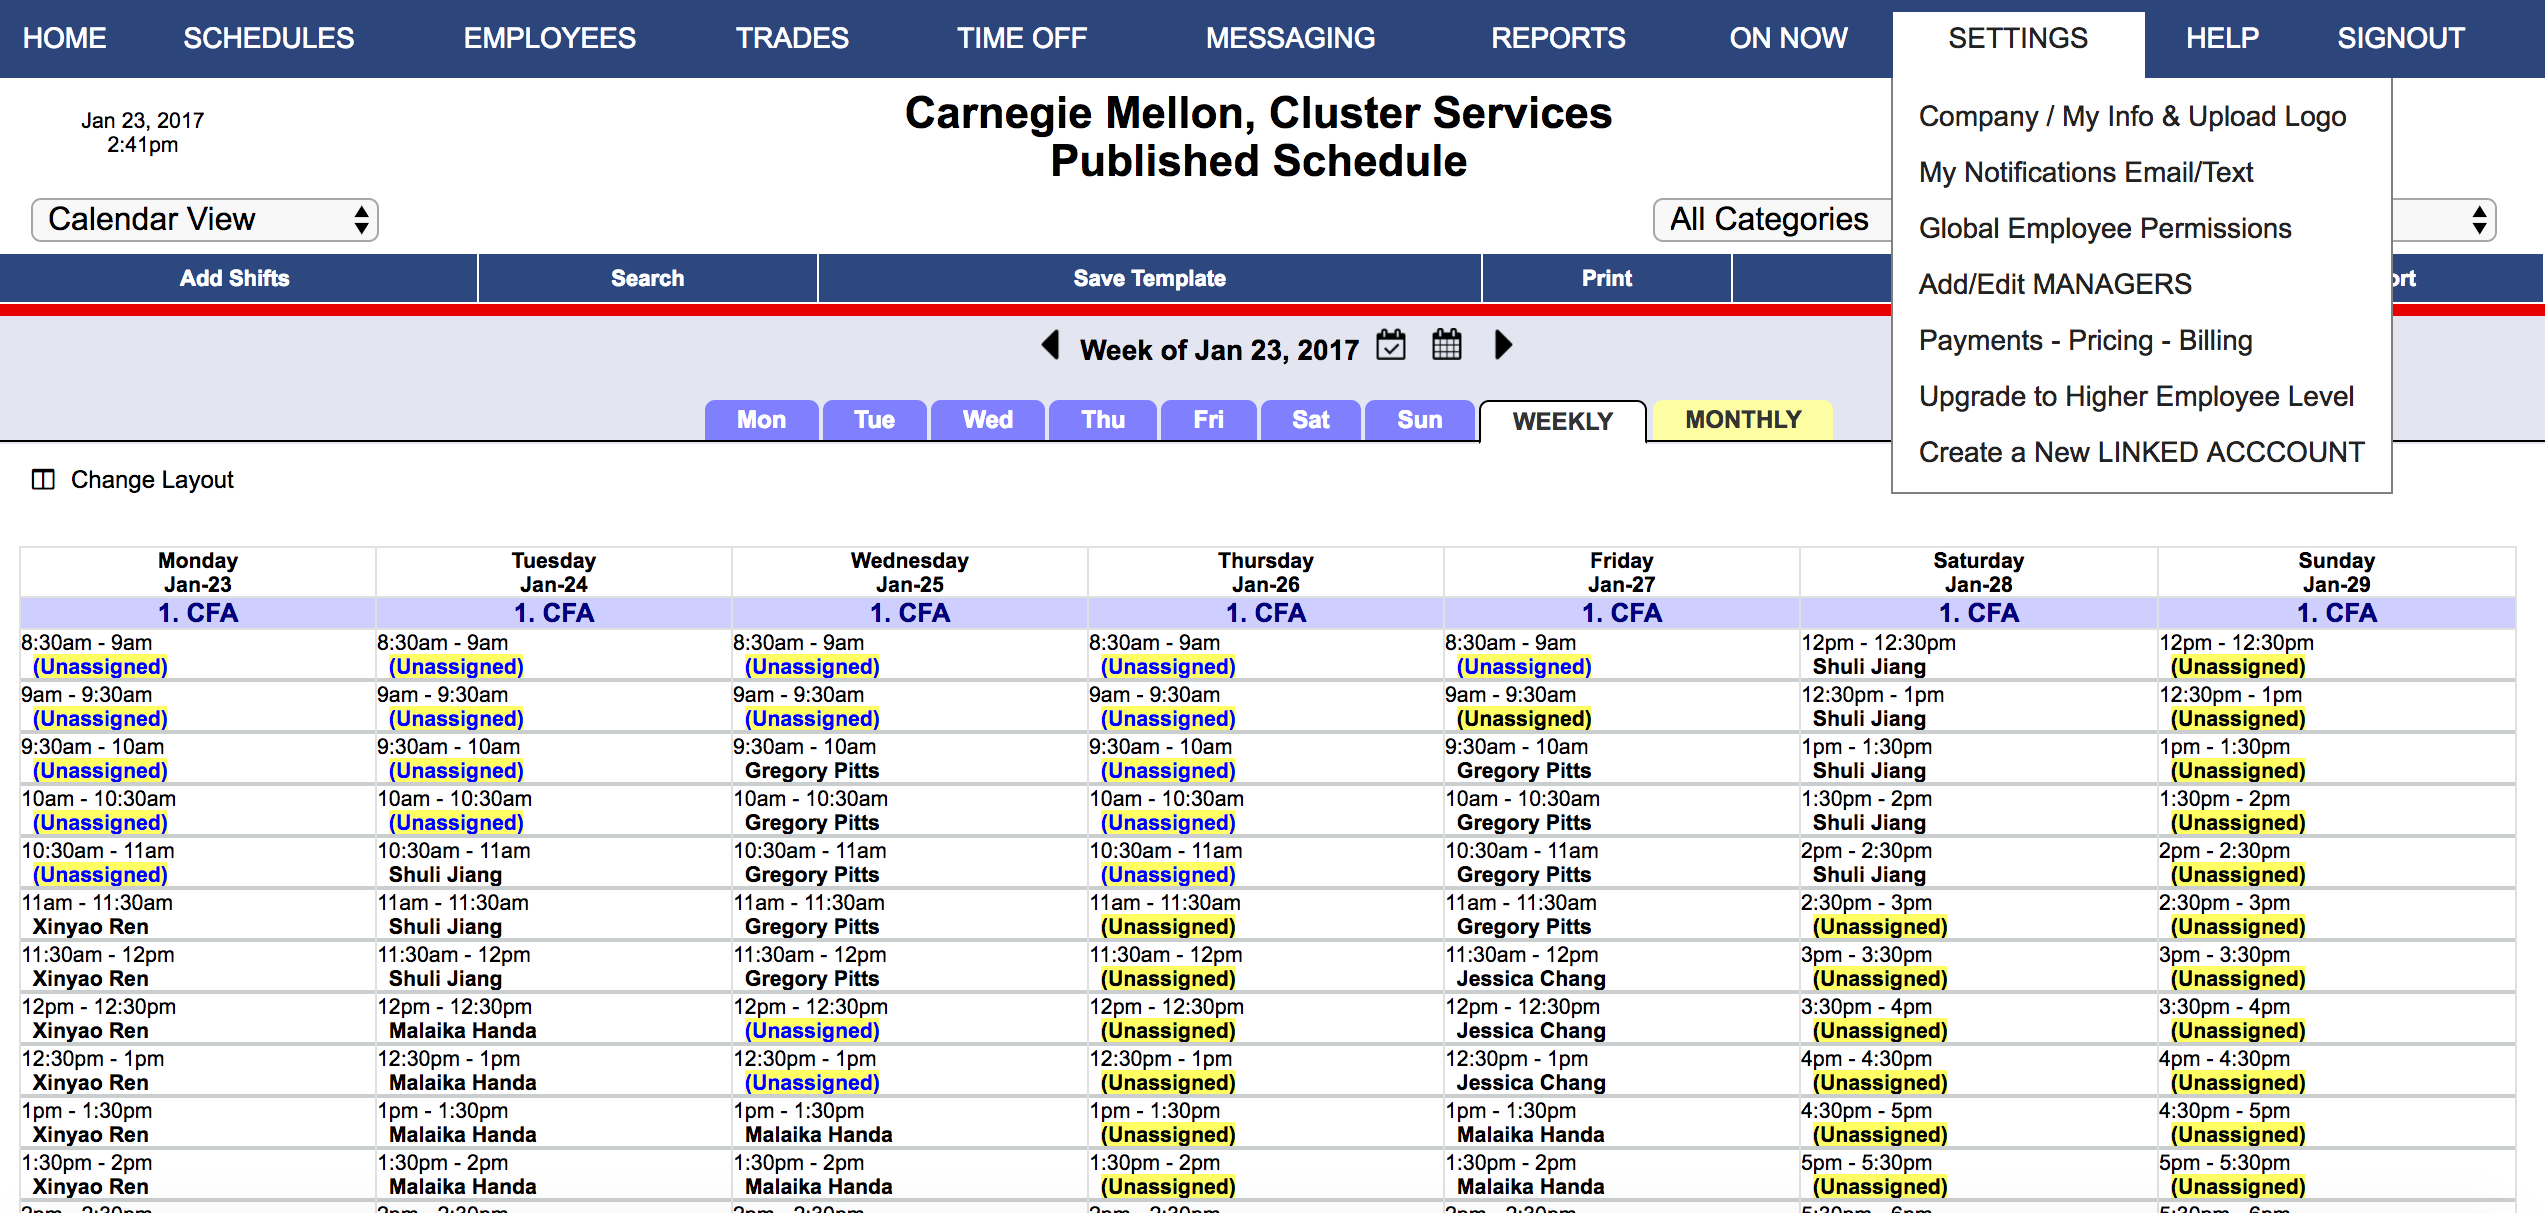 HOME SCHEDULES EMPLOYEES TRADES TIME OFF MESSAGING REPORTS ON NOW SETTINGS HELP SIGNOUT
Jan 23, 2017
2:41pm
Carnegie Mellon, Cluster Services
Published Schedule
Company / My Info & Upload Logo
My Notifications Email/Text
Global Employee Permissions
Add/Edit MANAGERS
Payments - Pricing - Billing
Upgrade to Higher Employee Level
Create a New LINKED ACCCOUNT
Calendar View All Categories
Add Shifts Search Save Template Print
Week of Jan 23, 2017
Mon Tue Wed Thu Fri Sat Sun WEEKLY MONTHLY
Change Layout
Monday Tuesday Wednesday Thursday Friday Saturday Sunday
Jan-23 Jan-24 Jan-25 Jan-26 Jan-27 Jan-28 Jan-29
1. CFA 1. CFA 1. CFA 1. CFA 1. CFA 1. CFA 1. CFA
8:30am - 9am 8:30am - 9am 8:30am - 9am 8:30am - 9am 8:30am - 9am 12pm - 12:30pm 12pm - 12:30pm
(Unassigned) (Unassigned) (Unassigned) (Unassigned) (Unassigned) Shuli Jiang (Unassigned)
9am - 9:30am 9am - 9:30am 9am - 9:30am 9am - 9:30am 9am - 9:30am 12:30pm - 1pm 12:30pm - 1pm
(Unassigned) (Unassigned) (Unassigned) (Unassigned) (Unassigned) Shuli Jiang (Unassigned)
9:30am - 10am 9:30am - 10am 9:30am - 10am 9:30am - 10am 9:30am - 10am 1pm - 1:30pm 1pm - 1:30pm
(Unassigned) (Unassigned) Gregory Pitts (Unassigned) Gregory Pitts Shuli Jiang (Unassigned)
10am - 10:30am 10am - 10:30am 10am - 10:30am 10am - 10:30am 10am - 10:30am 1:30pm - 2pm 1:30pm - 2pm
(Unassigned) (Unassigned) Gregory Pitts (Unassigned) Gregory Pitts Shuli Jiang (Unassigned)
10:30am - 11am 10:30am - 11am 10:30am - 11am 10:30am - 11am 10:30am - 11am 2pm - 2:30pm 2pm - 2:30pm
(Unassigned) Shuli Jiang Gregory Pitts (Unassigned) Gregory Pitts Shuli Jiang (Unassigned)
11am - 11:30am 11am - 11:30am 11am - 11:30am 11am - 11:30am 11am - 11:30am 2:30pm - 3pm 2:30pm - 3pm
Xinyao Ren Shuli Jiang Gregory Pitts (Unassigned) Gregory Pitts (Unassigned) (Unassigned)
11:30am - 12pm 11:30am - 12pm 11:30am - 12pm 11:30am - 12pm 11:30am - 12pm 3pm - 3:30pm 3pm - 3:30pm
Xinyao Ren Shuli Jiang Gregory Pitts (Unassigned) Jessica Chang (Unassigned) (Unassigned)
12pm - 12:30pm 12pm - 12:30pm 12pm - 12:30pm 12pm - 12:30pm 12pm - 12:30pm 3:30pm - 4pm 3:30pm - 4pm
Xinyao Ren Malaika Handa (Unassigned) (Unassigned) Jessica Chang (Unassigned) (Unassigned)
12:30pm - 1pm 12:30pm - 1pm 12:30pm - 1pm 12:30pm - 1pm 12:30pm - 1pm 4pm - 4:30pm 4pm - 4:30pm
Xinyao Ren Malaika Handa (Unassigned) (Unassigned) Jessica Chang (Unassigned) (Unassigned)
1pm - 1:30pm 1pm - 1:30pm 1pm - 1:30pm 1pm - 1:30pm 1pm - 1:30pm 4:30pm - 5pm 4:30pm - 5pm
Xinyao Ren Malaika Handa Malaika Handa (Unassigned) Malaika Handa (Unassigned) (Unassigned)
1:30pm - 2pm 1:30pm - 2pm 1:30pm - 2pm 1:30pm - 2pm 1:30pm - 2pm 5pm - 5:30pm 5pm - 5:30pm
Xinyao Ren Malaika Handa Malaika Handa (Unassigned) Malaika Handa (Unassigned) (Unassigned)